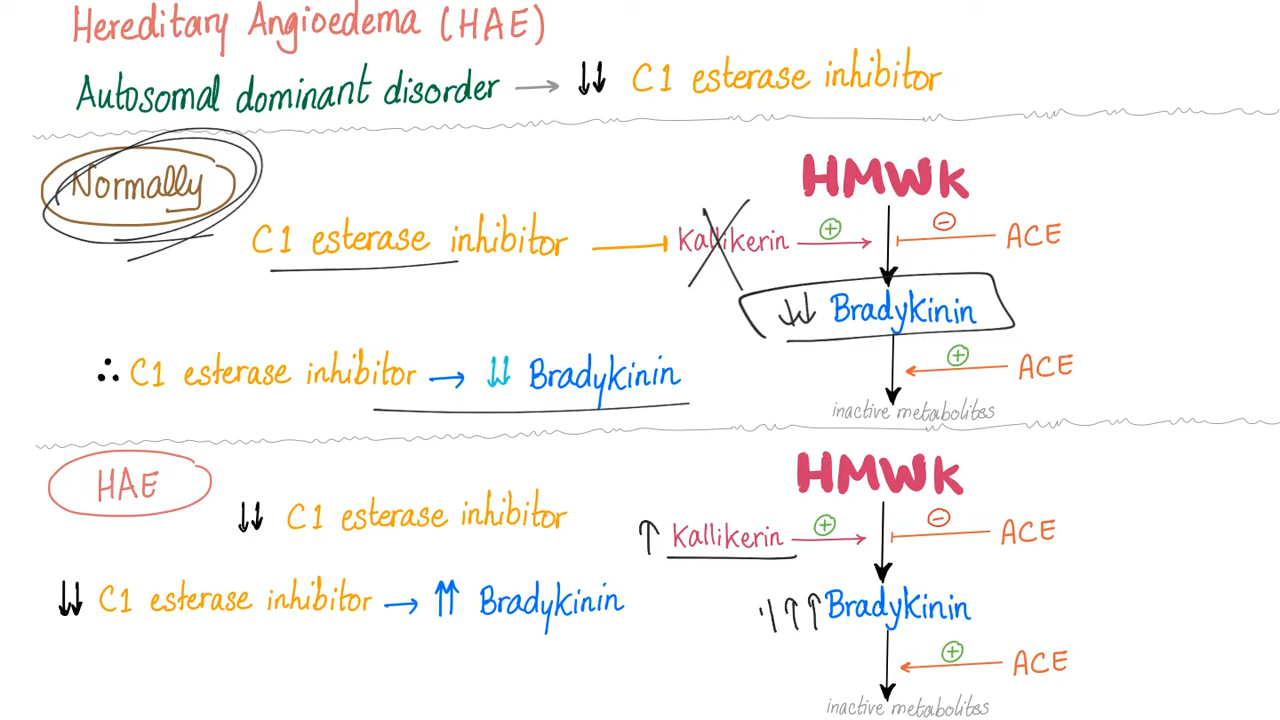 Hereditary Angioedema (HAE)
Autosomal dominant disorder → ↓↓ C1 esterase inhibitor
Normally
HMWK
C1 esterase inhibitor
Kallikerin
+
-
ACE
↓↓ Bradykinin
∴ C1 esterase inhibitor → ↓↓ Bradykinin
+
ACE
inactive metabolites
HAE
HMWK
↓↓ C1 esterase inhibitor
↑ Kallikerin
+
-
ACE
↓↓ C1 esterase inhibitor → ↑↑ Bradykinin
↑↑ Bradykinin
+
ACE
inactive metabolites